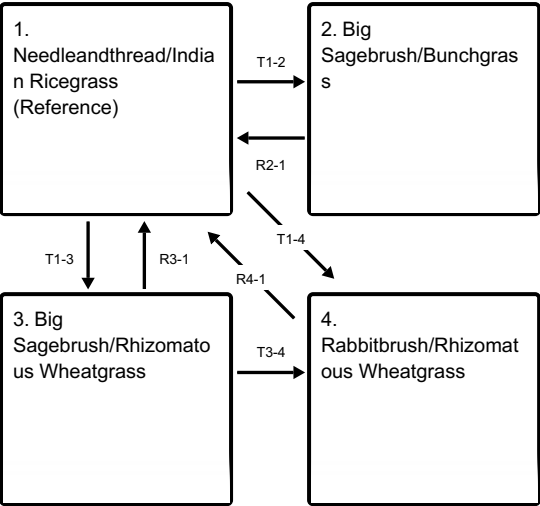 1.
Needleandthread/India
n Ricegrass
(Reference)
T1-2
2. Big
Sagebrush/Bunchgras
s
R2-1
T1-4
T1-3
R3-1
R4-1
3. Big
Sagebrush/Rhizomato
us Wheatgrass
T3-4
4.
Rabbitbrush/Rhizomat
ous Wheatgrass